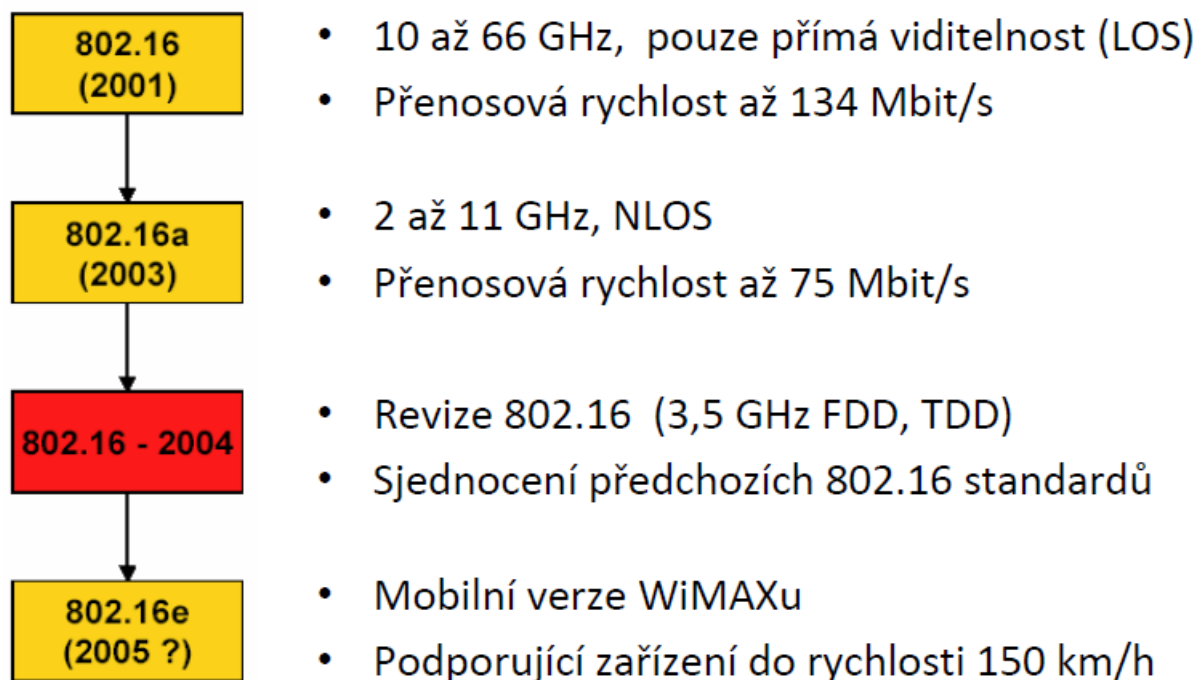 802.16
(2001)
• 10 až 66 GHz, pouze přímá viditelnost (LOS)
• Přenosová rychlost až 134 Mbit/s
802.16a
(2003)
• 2 až 11 GHz, NLOS
• Přenosová rychlost až 75 Mbit/s
802.16 - 2004
• Revize 802.16 (3,5 GHz FDD, TDD)
• Sjednocení předchozích 802.16 standardů
802.16e
(2005 ?)
• Mobilní verze WiMAXu
• Podporující zařízení do rychlosti 150 km/h